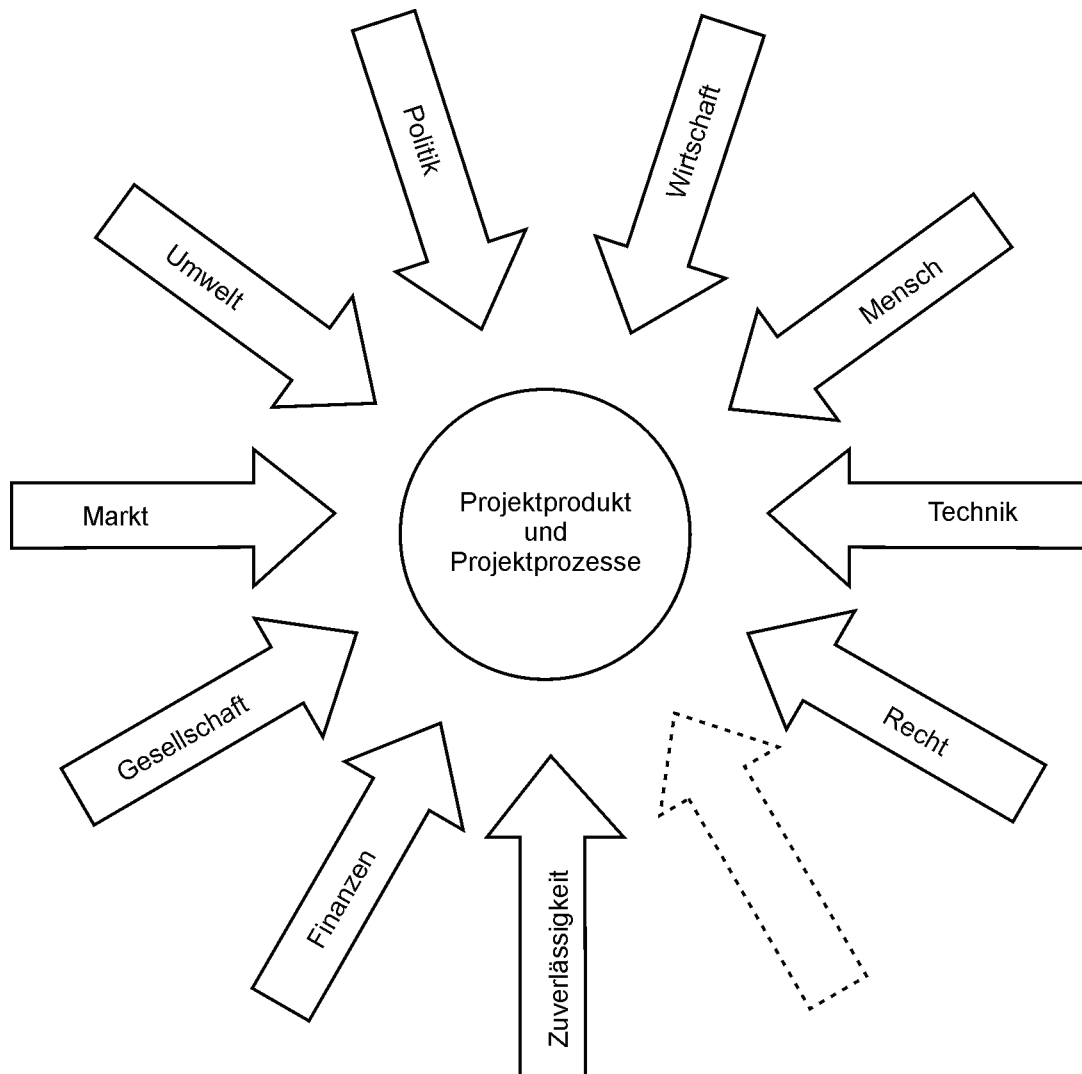 Politik
Wirtschaft
Umwelt
Mensch
Markt
Projektprodukt
und
Projektprozesse
Technik
Gesellschaft
Recht
Finanzen
Zuverlässigkeit